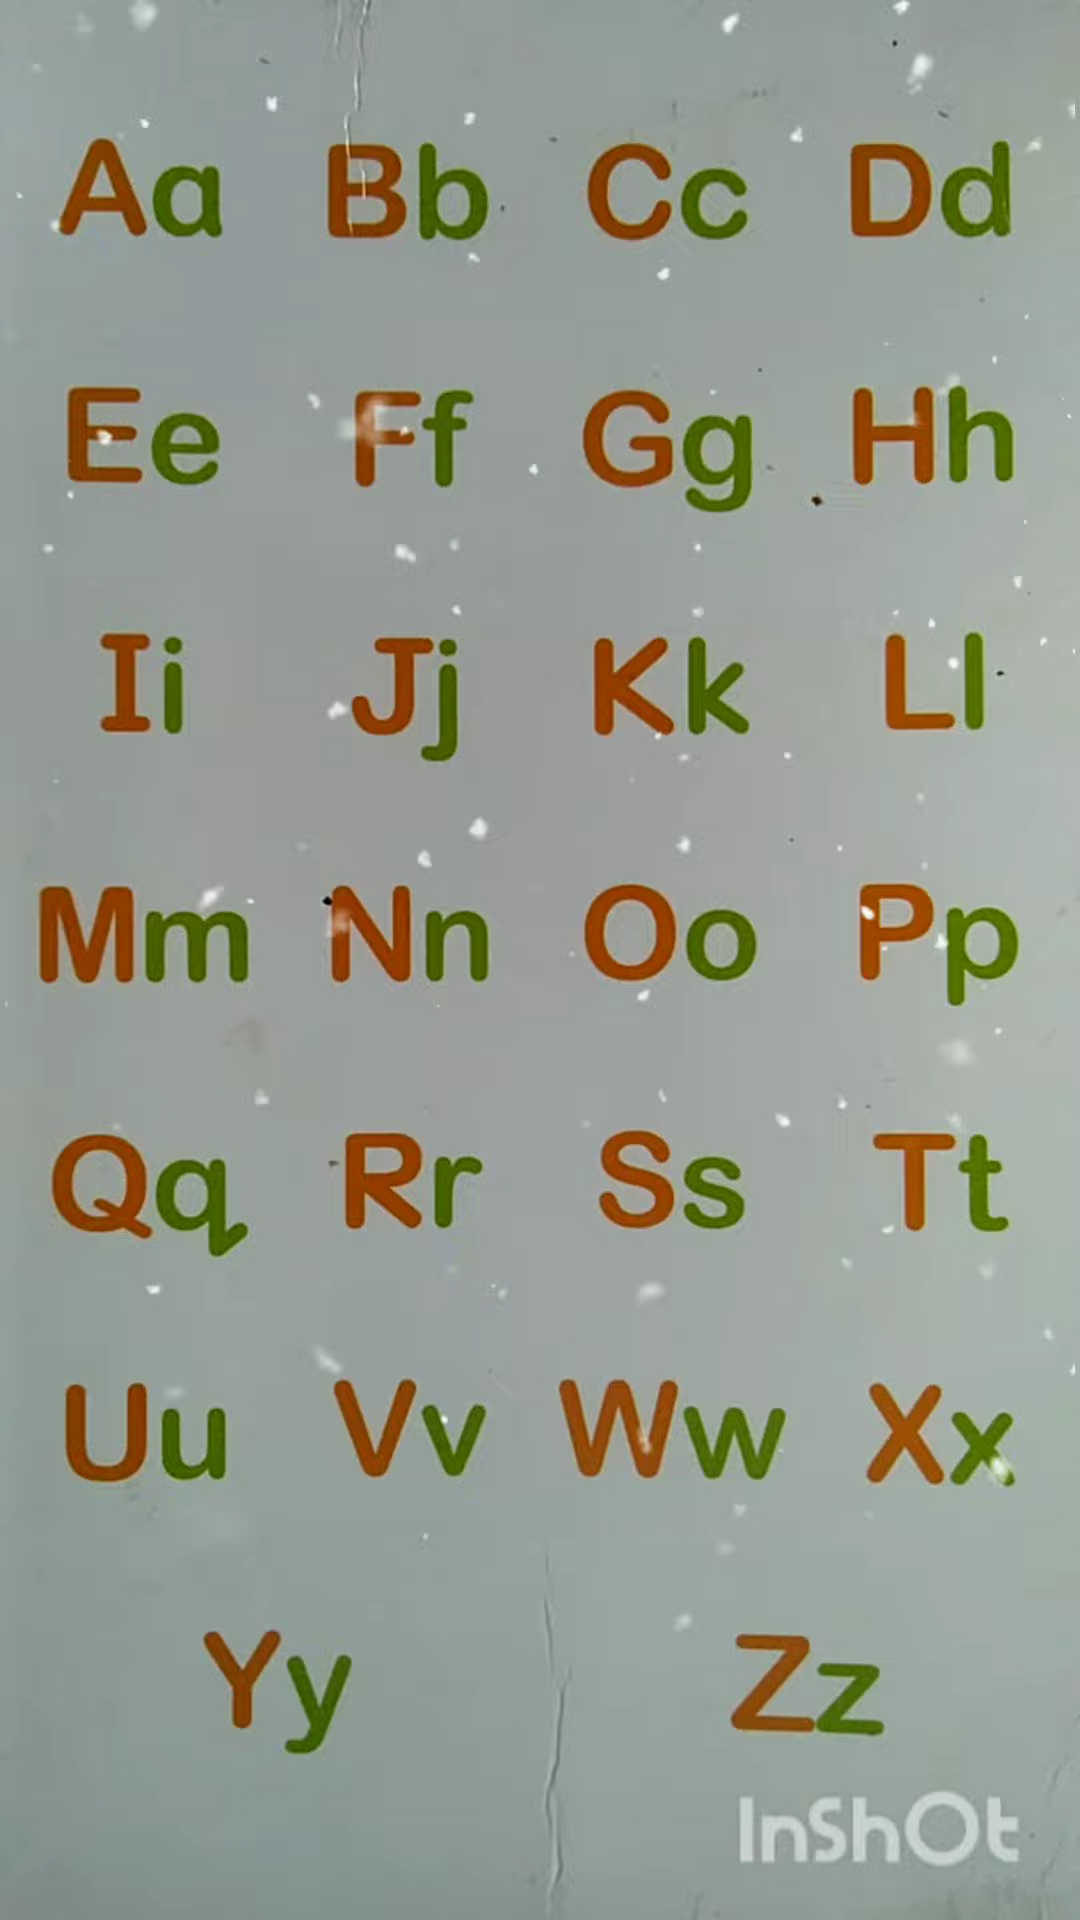 Aa Bb Cc Dd
Ee Ff Gg Hh
Ii Jj Kk Ll
Mm Nn Oo Pp
Qq Rr Ss Tt
Uu Vv Ww Xx
Yy Zz
InShOt